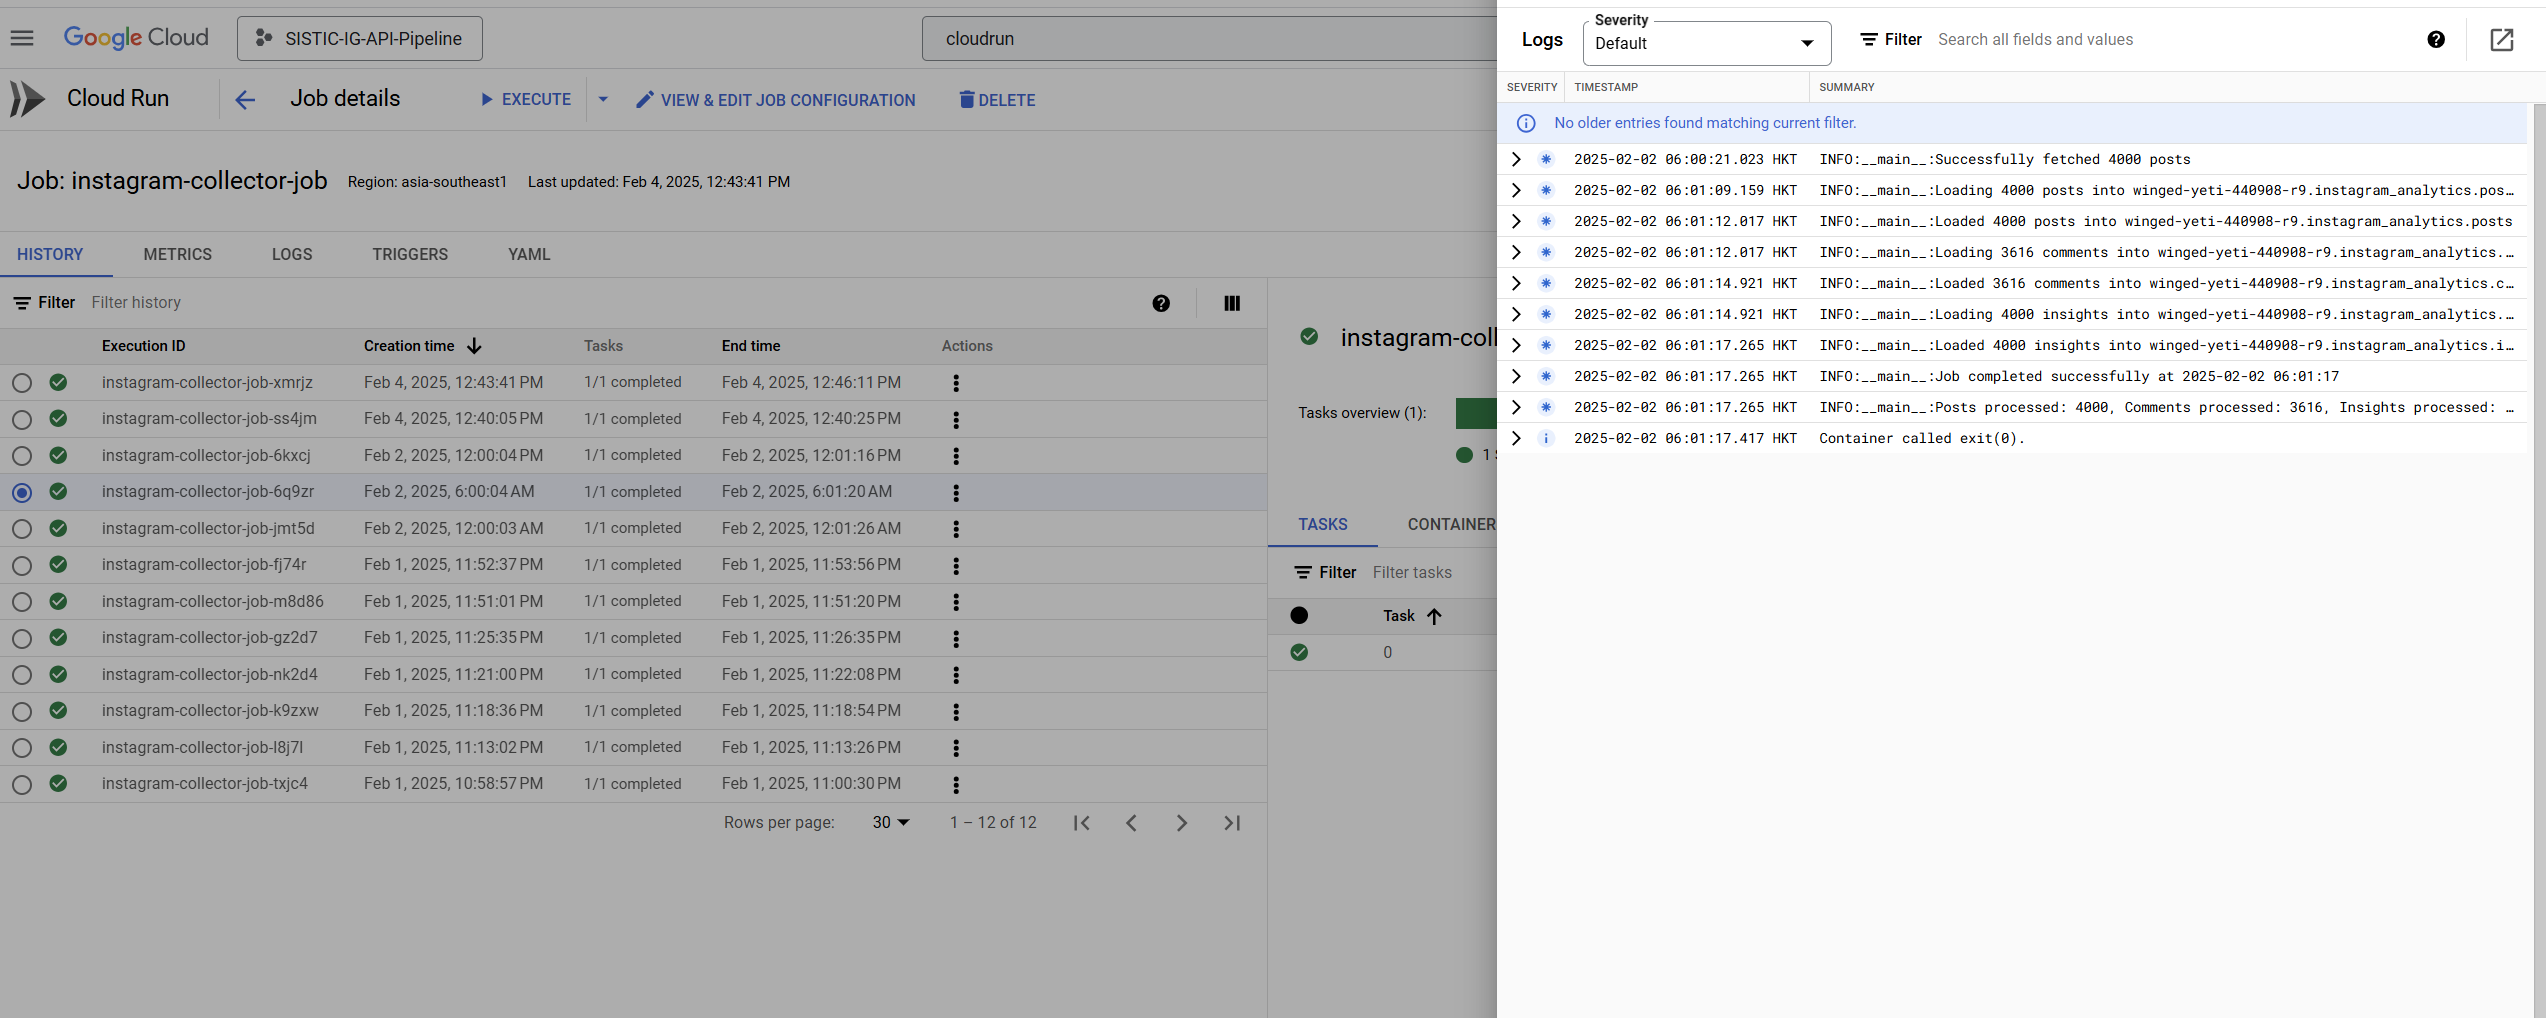 Google Cloud
SISTIC-IG-API-Pipeline
cloudrun
Cloud Run
Job details
EXECUTE
VIEW & EDIT JOB CONFIGURATION
DELETE
Job: instagram-collector-job
Region: asia-southeast1
Last updated: Feb 4, 2025, 12:43:41 PM
HISTORY
METRICS
LOGS
TRIGGERS
YAML
Filter
Filter history
Execution ID Creation time Tasks End time Actions
instagram-collector-job-xmrjz Feb 4, 2025, 12:43:41 PM 1/1 completed Feb 4, 2025, 12:46:11 PM
instagram-collector-job-ss4jm Feb 4, 2025, 12:40:05 PM 1/1 completed Feb 4, 2025, 12:40:25 PM
instagram-collector-job-6kxcj Feb 2, 2025, 12:00:04 PM 1/1 completed Feb 2, 2025, 12:01:16 PM
instagram-collector-job-6q9zr Feb 2, 2025, 6:00:04 AM 1/1 completed Feb 2, 2025, 6:01:20 AM
instagram-collector-job-jmt5d Feb 2, 2025, 12:00:03 AM 1/1 completed Feb 2, 2025, 12:01:26 AM
instagram-collector-job-fj74r Feb 1, 2025, 11:52:37 PM 1/1 completed Feb 1, 2025, 11:53:56 PM
instagram-collector-job-m8d86 Feb 1, 2025, 11:51:01 PM 1/1 completed Feb 1, 2025, 11:51:20 PM
instagram-collector-job-gz2d7 Feb 1, 2025, 11:25:35 PM 1/1 completed Feb 1, 2025, 11:26:35 PM
instagram-collector-job-nk2d4 Feb 1, 2025, 11:21:00 PM 1/1 completed Feb 1, 2025, 11:22:08 PM
instagram-collector-job-k9zxw Feb 1, 2025, 11:18:36 PM 1/1 completed Feb 1, 2025, 11:18:54 PM
instagram-collector-job-l8j7l Feb 1, 2025, 11:13:02 PM 1/1 completed Feb 1, 2025, 11:13:26 PM
instagram-collector-job-txjc4 Feb 1, 2025, 10:58:57 PM 1/1 completed Feb 1, 2025, 11:00:30 PM
Rows per page: 30 1 – 12 of 12
instagram-coll
Tasks overview (1):
1
TASKS
CONTAINER
Filter
Filter tasks
Task
0
Logs
Severity
Default
Filter
Search all fields and values
SEVERITY TIMESTAMP SUMMARY
No older entries found matching current filter.
2025-02-02 06:00:21.023 HKT INFO:__main__:Successfully fetched 4000 posts
2025-02-02 06:01:09.159 HKT INFO:__main__:Loading 4000 posts into winged-yeti-440908-r9.instagram_analytics.pos…
2025-02-02 06:01:12.017 HKT INFO:__main__:Loaded 4000 posts into winged-yeti-440908-r9.instagram_analytics.posts
2025-02-02 06:01:12.017 HKT INFO:__main__:Loading 3616 comments into winged-yeti-440908-r9.instagram_analytics.…
2025-02-02 06:01:14.921 HKT INFO:__main__:Loaded 3616 comments into winged-yeti-440908-r9.instagram_analytics.c…
2025-02-02 06:01:14.921 HKT INFO:__main__:Loading 4000 insights into winged-yeti-440908-r9.instagram_analytics.…
2025-02-02 06:01:17.265 HKT INFO:__main__:Loaded 4000 insights into winged-yeti-440908-r9.instagram_analytics.i…
2025-02-02 06:01:17.265 HKT INFO:__main__:Job completed successfully at 2025-02-02 06:01:17
2025-02-02 06:01:17.265 HKT INFO:__main__:Posts processed: 4000, Comments processed: 3616, Insights processed: …
2025-02-02 06:01:17.417 HKT Container called exit(0).